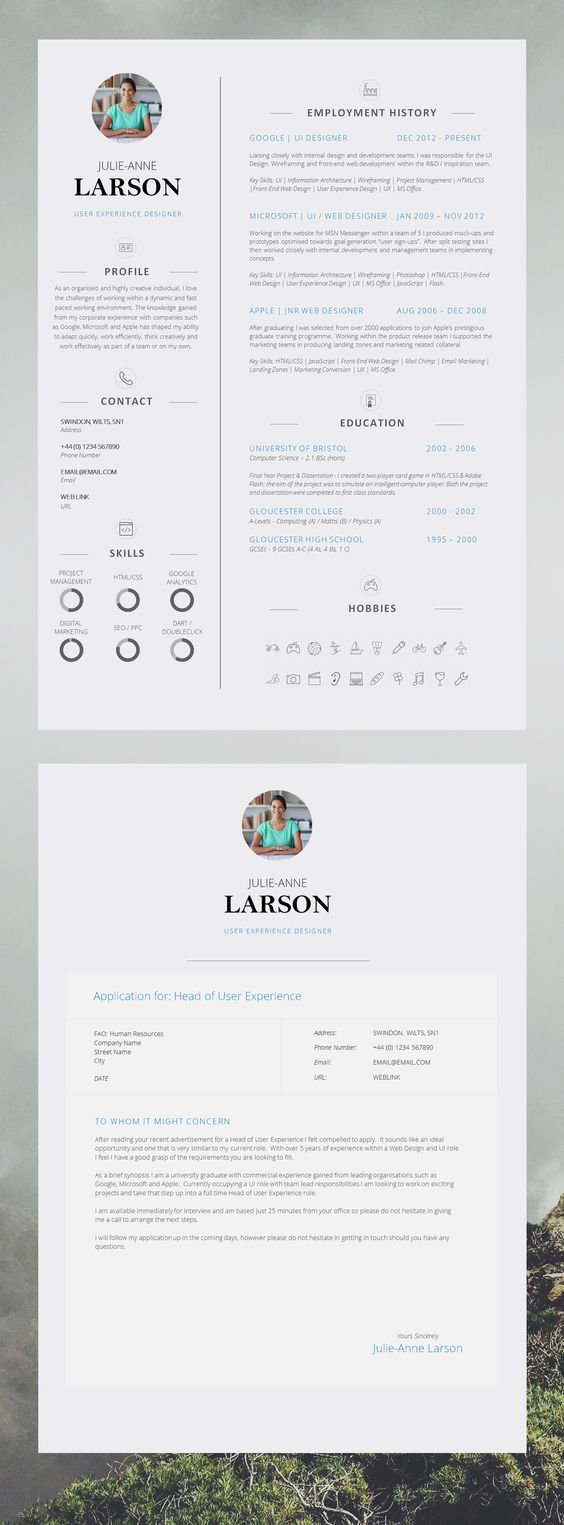 JULIE-ANNE
LARSON
USER EXPERIENCE DESIGNER
PROFILE
As an organised and highly creative individual, I love
the challenges of working within a dynamic and fast
paced working environment. The knowledge gained
from my corporate experience with companies such
as Google, Microsoft and Apple has shaped my ability
to adapt quickly, work efficiently, think creatively and
work effectively as part of a team or on my own.
CONTACT
SWINDON, WILTS, SN1
Address
+44 (0) 1234 567890
Phone Number
EMAIL@EMAIL.COM
Email
WEB LINK
URL
SKILLS
PROJECT
MANAGEMENT
HTML/CSS
GOOGLE
ANALYTICS
DIGITAL
MARKETING
SEO / PPC
DART /
DOUBLECLICK
EMPLOYMENT HISTORY
GOOGLE | UI DESIGNER DEC 2012 - PRESENT
Liaising closely with internal design and development teams, I was responsible for the UI
Design, Wireframing and front-end web development within the R&D / Inspiration team.
Key Skills: UI | Information Architecture | Wireframing | Project Management | HTML/CSS
|Front-End Web Design | User Experience Design | UX | MS Office.
MICROSOFT | UI / WEB DESIGNER JAN 2009 – NOV 2012
Working on the website for MSN Messenger within a team of 5 I produced mock-ups and
prototypes optimised towards goal generation "user sign-ups". After split testing sites I
then worked closely with internal development and management teams in implementing
concepts
Key Skills: UI | Information Architecture | Wireframing | Photoshop | HTML/CSS |Front-End
Web Design | User Experience Design | UX | MS Office | JavaScript | Flash.
APPLE | JNR WEB DESIGNER AUG 2006 – DEC 2008
After graduating I was selected from over 2000 applications to join Apple's prestigious
graduate training programme. Working within the product release team I supported the
marketing teams in producing landing zones and marketing related collateral
Key Skills: HTML/CSS | JavaScript | Front-End Web Design | Mail Chimp | Email Marketing |
Landing Zones | Marketing Conversion | UX | MS Office.
EDUCATION
UNIVERSITY OF BRISTOL 2002 - 2006
Computer Science – 2.1 BSc (Hons)
Final Year Project & Dissertation - I created a two-player card game in HTML/CSS & Adobe
Flash; the aim of the project was to simulate an intelligent computer player. Both the project
and dissertation were completed to first class standards.
GLOUCESTER COLLEGE 2000 - 2002
A-Levels - Computing (A) / Maths (B) / Physics (A)
GLOUCESTER HIGH SCHOOL 1995 – 2000
GCSEs - 9 GCSEs A-C (4 As, 4 Bs, 1 C)
HOBBIES
JULIE-ANNE
LARSON
USER EXPERIENCE DESIGNER
Application for: Head of User Experience
FAO: Human Resources
Company Name
Street Name
City
DATE
Address: SWINDON, WILTS, SN1
Phone Number: +44 (0) 1234 567890
Email: EMAIL@EMAIL.COM
URL: WEBLINK
TO WHOM IT MIGHT CONCERN
After reading your recent advertisement for a Head of User Experience I felt compelled to apply. It sounds like an ideal
opportunity and one that is very similar to my current role. With over 5 years of experience within a Web Design and UI role
I feel I have a good grasp of the requirements you are looking to fill.
As a brief synopsis I am a university graduate with commercial experience gained from leading organisations such as
Google, Microsoft and Apple. Currently occupying a UI role with team lead responsibilities I am looking to work on exciting
projects and take that step up into a full time Head of User Experience role.
I am available immediately for interview and am based just 25 minutes from your office so please do not hesitate in giving
me a call to arrange the next steps.
I will follow my application up in the coming days, however please do not hesitate in getting in touch should you have any
questions.
Yours Sincerely
Julie-Anne Larson